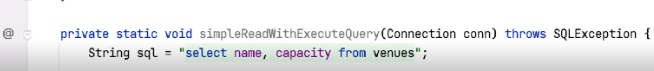 @ private static void simpleReadWithExecuteQuery(Connection conn) throws SQLException {
String sql = "select name, capacity from venues";